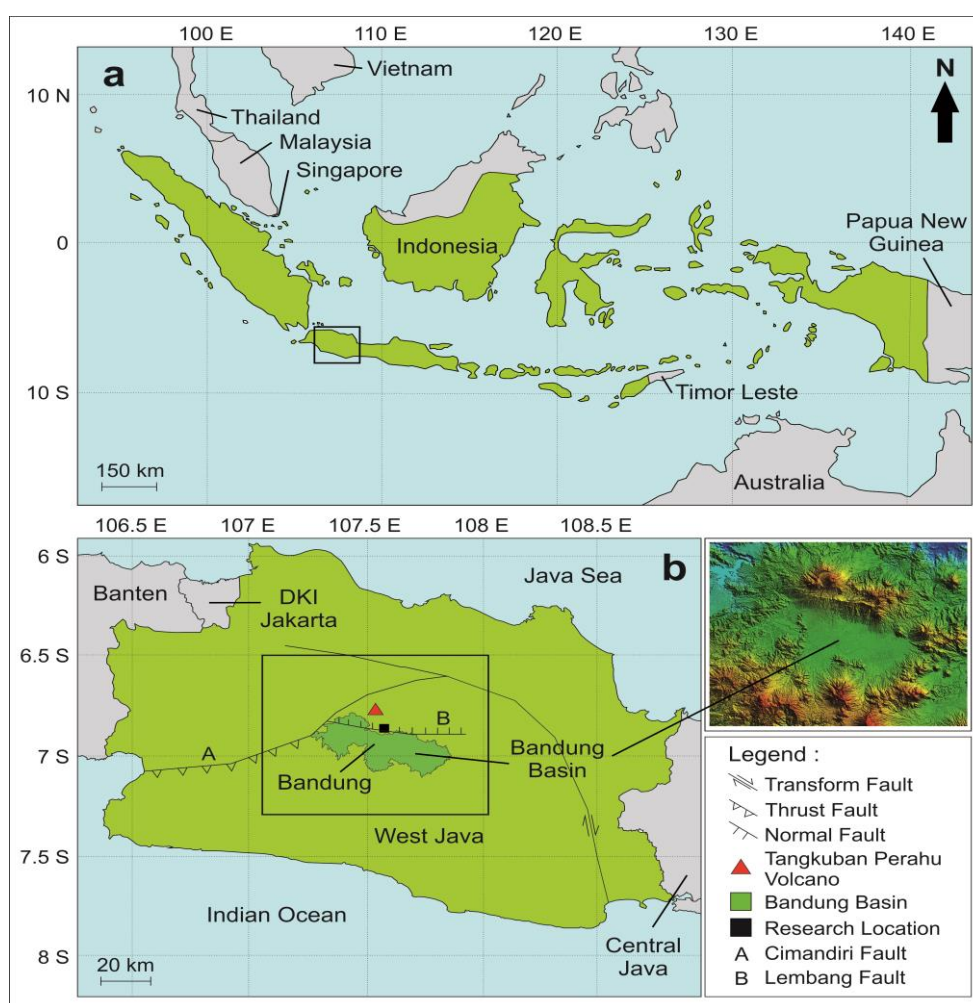 100 E 110 E 120 E 130 E 140 E
a
N
Vietnam
10 N
Thailand
Malaysia
Singapore
Papua New
Guinea
0
Indonesia
10 S
Timor Leste
150 km
Australia
106.5 E 107 E 107.5 E 108 E 108.5 E
6 S
b
Java Sea
Banten
DKI
Jakarta
6.5 S
B
A
7 S
Bandung
Basin
Bandung
West Java
7.5 S
Indian Ocean
Central
Java
8 S
20 km
Legend :
Transform Fault
Thrust Fault
Normal Fault
Tangkuban Perahu
Volcano
Bandung Basin
Research Location
A Cimandiri Fault
B Lembang Fault